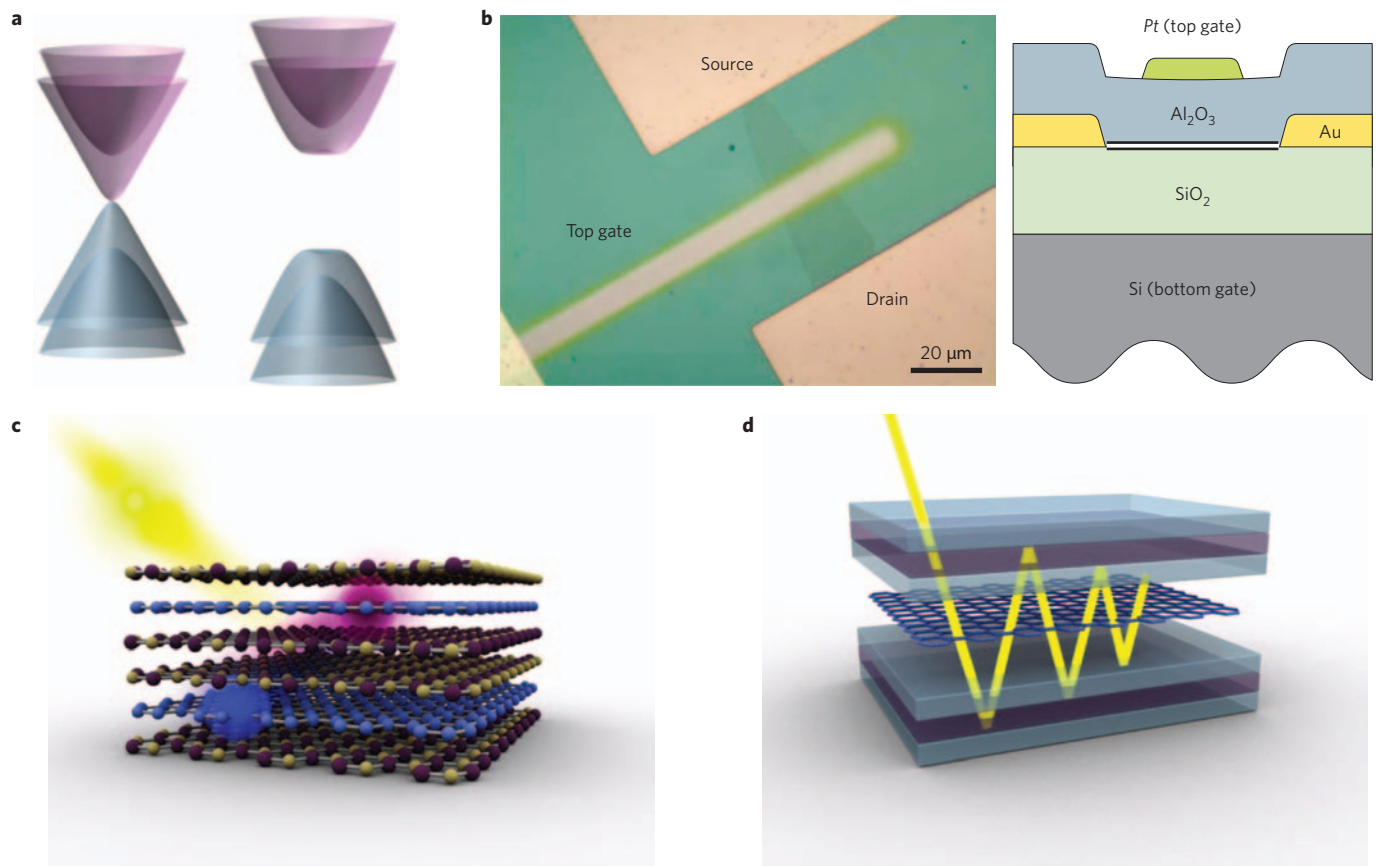 a
b
Source
Top gate
Drain
20 μm
Pt (top gate)
Al₂O₃
Au
SiO₂
Si (bottom gate)
c
d